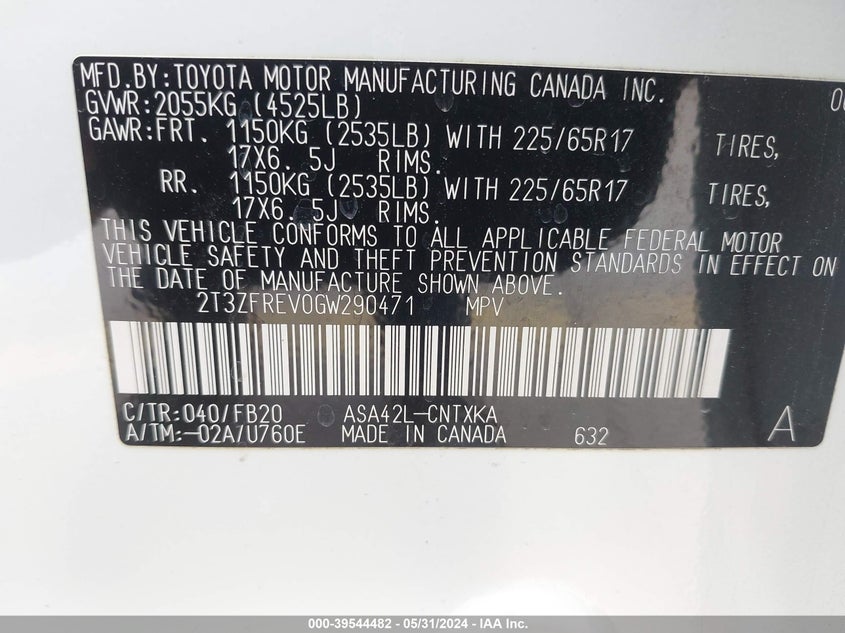 MFD.BY:TOYOTA MOTOR MANUFACTURING CANADA INC.
GVWR:2055KG (4525LB)
GAWR:FRT. 1150KG (2535LB) WITH 225/65R17 TIRES,
17X6.5J RIMS.
RR. 1150KG (2535LB) WITH 225/65R17 TIRES,
17X6.5J RIMS.
THIS VEHICLE CONFORMS TO ALL APPLICABLE FEDERAL MOTOR
VEHICLE SAFETY AND THEFT PREVENTION STANDARDS IN EFFECT ON
THE DATE OF MANUFACTURE SHOWN ABOVE.
2T3ZFREV0GW290471 MPV
C/TR:040/FB20 ASA42L-CNTXKA
A/TM:-02A/U760E MADE IN CANADA 632 A
000-39544482 - 05/31/2024 - IAA Inc.